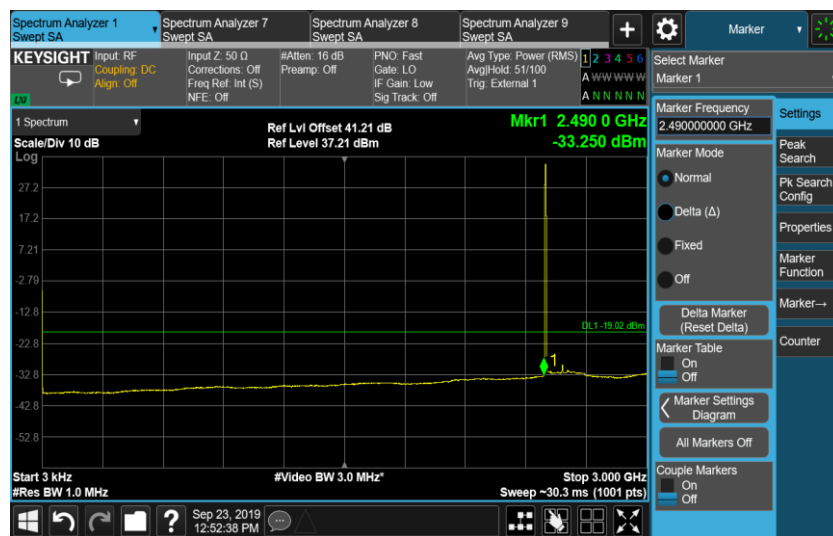 Spectrum Analyzer 1
Swept SA
Spectrum Analyzer 7
Swept SA
Spectrum Analyzer 8
Swept SA
Spectrum Analyzer 9
Swept SA
+
Marker
KEYSIGHT
Input: RF
Coupling: DC
Align: Off
Input Z: 50 Ω
Corrections: Off
Freq Ref: Int (S)
NFE: Off
#Atten: 16 dB
Preamp: Off
PNO: Fast
Gate: LO
IF Gain: Low
Sig Track: Off
Avg Type: Power (RMS)
Avg|Hold: 51/100
Trig: External 1
1 2 3 4 5 6
A W W W W W
A N N N N N
LXI
Select Marker
Marker 1
1 Spectrum
Scale/Div 10 dB
Log
Ref Lvl Offset 41.21 dB
Ref Level 37.21 dBm
Mkr1 2.490 0 GHz
-33.250 dBm
27.2
17.2
7.21
-2.79
-12.8
-22.8
-32.8
-42.8
-52.8
DL1 -19.02 dBm
1
Start 3 kHz
#Res BW 1.0 MHz
#Video BW 3.0 MHz*
Stop 3.000 GHz
Sweep ~30.3 ms (1001 pts)
Marker Frequency
2.490000000 GHz
Marker Mode
Normal
Delta (Δ)
Fixed
Off
Delta Marker
(Reset Delta)
Marker Table
On
Off
Marker Settings
Diagram
All Markers Off
Couple Markers
On
Off
Settings
Peak
Search
Pk Search
Config
Properties
Marker
Function
Marker→
Counter
?
Sep 23, 2019
12:52:38 PM